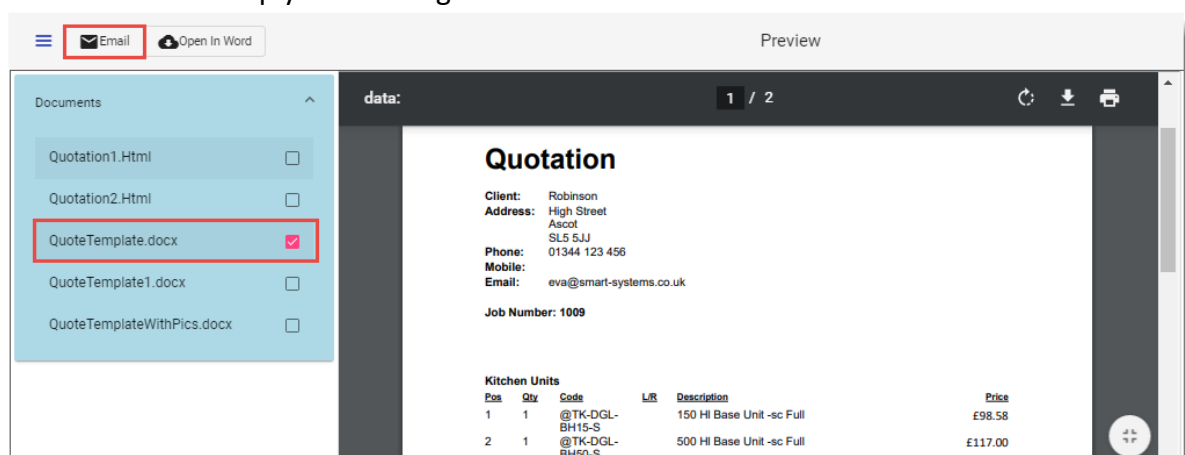 Email Open In Word Preview
Documents
Quotation1.Html
Quotation2.Html
QuoteTemplate.docx
QuoteTemplate1.docx
QuoteTemplateWithPics.docx
data: 1 / 2
Quotation
Client: Robinson
Address: High Street
Ascot
SL5 5JJ
Phone: 01344 123 456
Mobile:
Email: eva@smart-systems.co.uk
Job Number: 1009
Kitchen Units
Pos Qty Code L/R Description Price
1 1 @TK-DGL- 150 Hl Base Unit -sc Full £98.58
BH15-S
2 1 @TK-DGL- 500 Hl Base Unit -sc Full £117.00
BH50-S